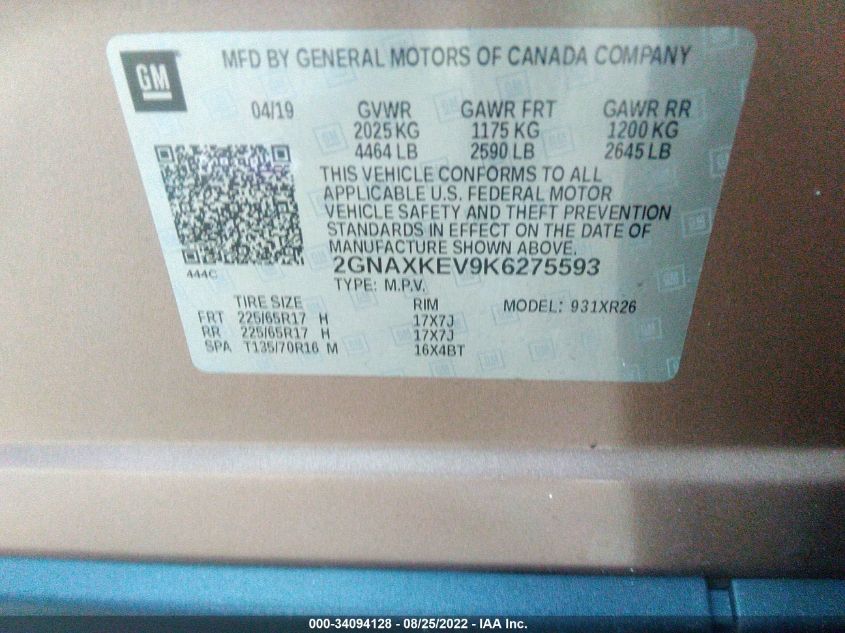 GM
MFD BY GENERAL MOTORS OF CANADA COMPANY
04/19 GVWR GAWR FRT GAWR RR
2025 KG 1175 KG 1200 KG
4464 LB 2590 LB 2645 LB
THIS VEHICLE CONFORMS TO ALL
APPLICABLE U.S. FEDERAL MOTOR
VEHICLE SAFETY AND THEFT PREVENTION
STANDARDS IN EFFECT ON THE DATE OF
MANUFACTURE SHOWN ABOVE.
444C
2GNAXKEV9K6275593
TYPE: M.P.V.
TIRE SIZE RIM MODEL: 931XR26
FRT 225/65R17 H 17X7J
RR 225/65R17 H 17X7J
SPA T135/70R16 M 16X4BT
000-34094128 - 08/25/2022 - IAA Inc.